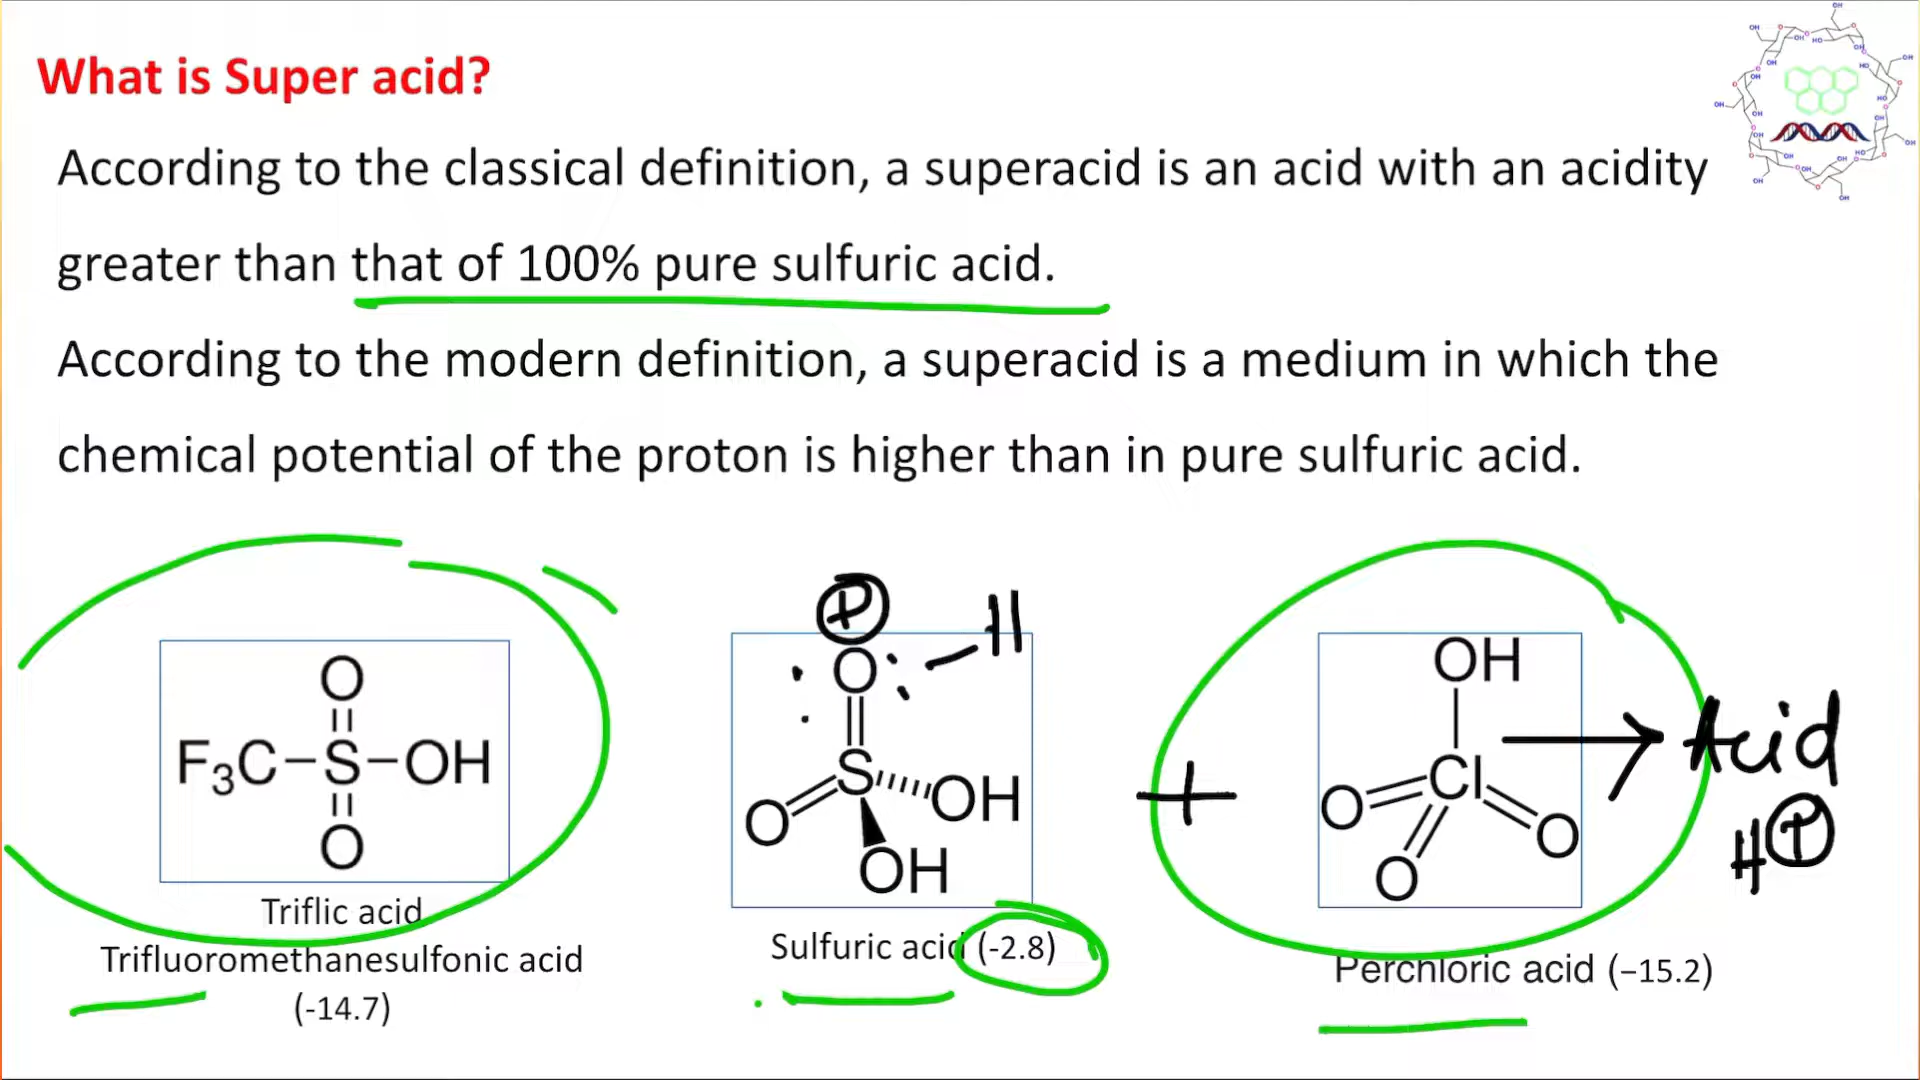 What is Super acid?
According to the classical definition, a superacid is an acid with an acidity
greater than that of 100% pure sulfuric acid.
According to the modern definition, a superacid is a medium in which the
chemical potential of the proton is higher than in pure sulfuric acid.
O
F₃C–S–OH
O
Triflic acid
Trifluoromethanesulfonic acid
(-14.7)
⊕
H
O
S
OH
O
OH
Sulfuric acid (-2.8)
+
OH
Cl
O
O
O
→ Acid
H⊕
Perchloric acid (−15.2)